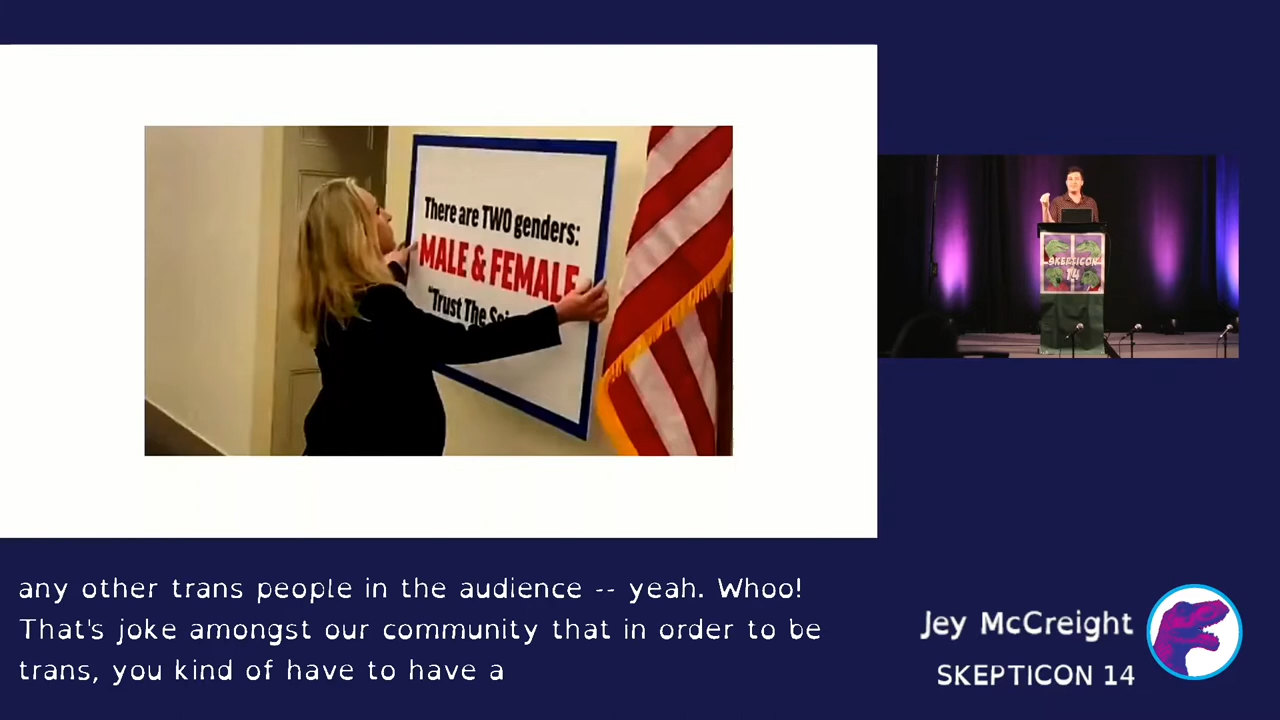 There are TWO genders:
MALE & FEMALE
"Trust The
SKEPTICON
14
any other trans people in the audience -- yeah. Whoo!
That's joke amongst our community that in order to be
trans, you kind of have to have a
Jey McCreight
SKEPTICON 14